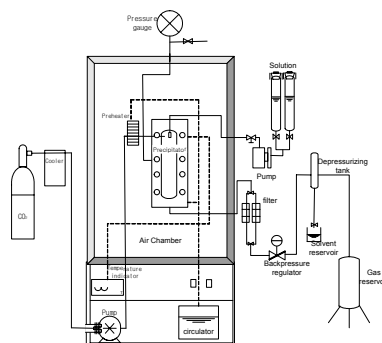 Pressure
gauge
Solution
Preheater
Precipitator
Cooler
Depressurizing
tank
Pump
filter
CO₂
Air Chamber
Solvent
reservoir
Backpressure
regulator
Temperature
indicator
Gas
reservo
Pump
circulator